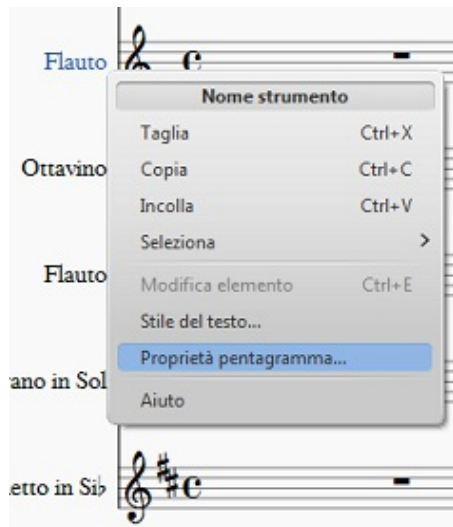 Flauto
Nome strumento
Taglia Ctrl+X
Ottavino
Copia Ctrl+C
Incolla Ctrl+V
Seleziona >
Flauto
Modifica elemento Ctrl+E
Stile del testo...
Proprietà pentagramma...
ano in Sol
Aiuto
etto in Si♭